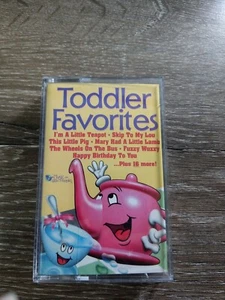 Toddler
Favorites
I'm A Little Teapot • Skip To My Lou
This Little Pig • Mary Had A Little Lamb
The Wheels On The Bus • Fuzzy Wuzzy
Happy Birthday To You
...Plus 16 more!